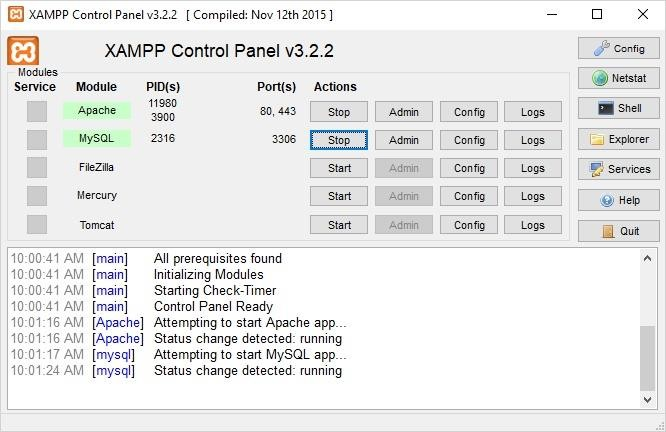 XAMPP Control Panel v3.2.2 [ Compiled: Nov 12th 2015 ]
XAMPP Control Panel v3.2.2
Config
Modules
Service Module PID(s) Port(s) Actions
Netstat
Apache 11980 3900 80, 443 Stop Admin Config Logs
Shell
MySQL 2316 3306 Stop Admin Config Logs
Explorer
FileZilla Start Admin Config Logs
Services
Mercury Start Admin Config Logs
Help
Tomcat Start Admin Config Logs
Quit
10:00:41 AM [main] All prerequisites found
10:00:41 AM [main] Initializing Modules
10:00:41 AM [main] Starting Check-Timer
10:00:41 AM [main] Control Panel Ready
10:01:16 AM [Apache] Attempting to start Apache app...
10:01:16 AM [Apache] Status change detected: running
10:01:17 AM [mysql] Attempting to start MySQL app...
10:01:24 AM [mysql] Status change detected: running